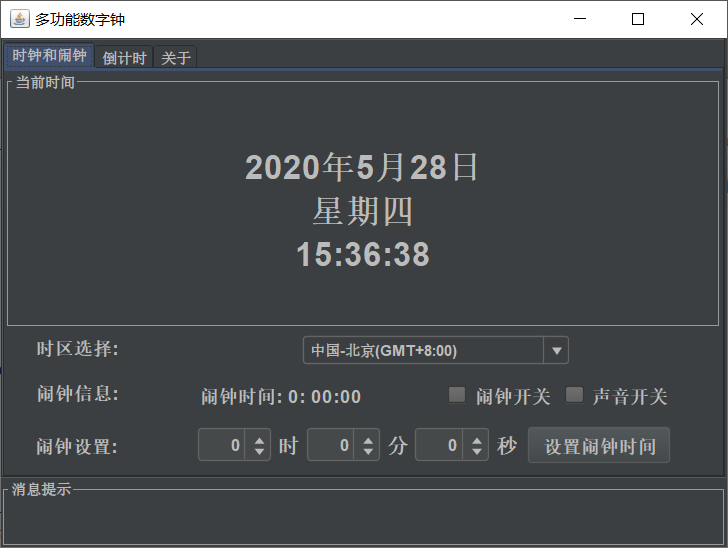 多功能数字钟
时钟和闹钟 倒计时 关于
当前时间
2020年5月28日
星期四
15:36:38
时区选择: 中国-北京(GMT+8:00)
闹钟信息: 闹钟时间: 0: 00:00 闹钟开关 声音开关
闹钟设置: 0 时 0 分 0 秒 设置闹钟时间
消息提示